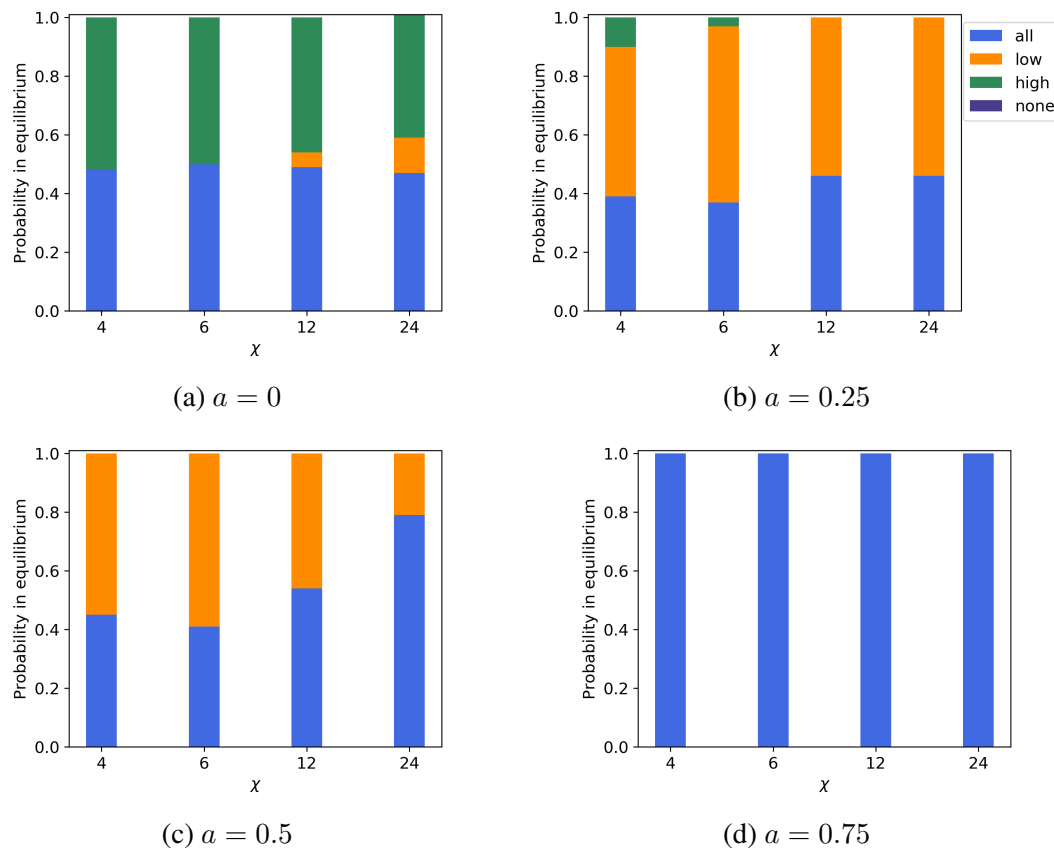 1.0
0.8
0.6
0.4
0.2
0.0
Probability in equilibrium
4 6 12 24
χ
(a) a = 0
1.0
0.8
0.6
0.4
0.2
0.0
Probability in equilibrium
4 6 12 24
χ
all
low
high
none
(b) a = 0.25
1.0
0.8
0.6
0.4
0.2
0.0
Probability in equilibrium
4 6 12 24
χ
(c) a = 0.5
1.0
0.8
0.6
0.4
0.2
0.0
Probability in equilibrium
4 6 12 24
χ
(d) a = 0.75